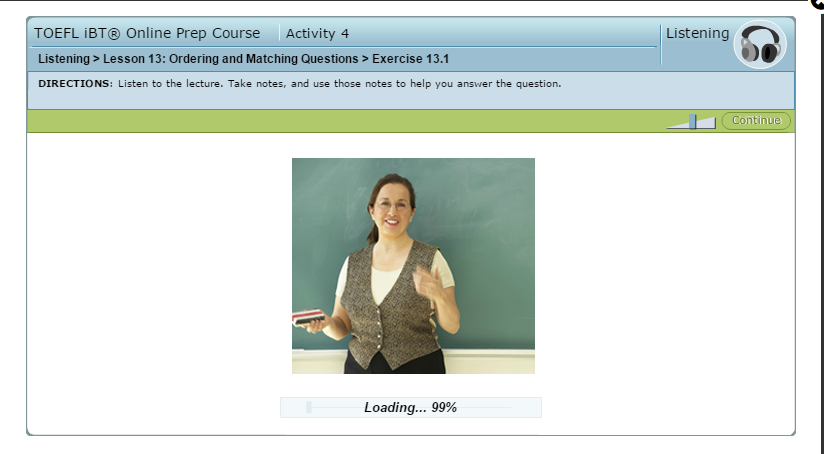 TOEFL iBT® Online Prep Course Activity 4 Listening
Listening > Lesson 13: Ordering and Matching Questions > Exercise 13.1
DIRECTIONS: Listen to the lecture. Take notes, and use those notes to help you answer the question.
Continue
Loading... 99%